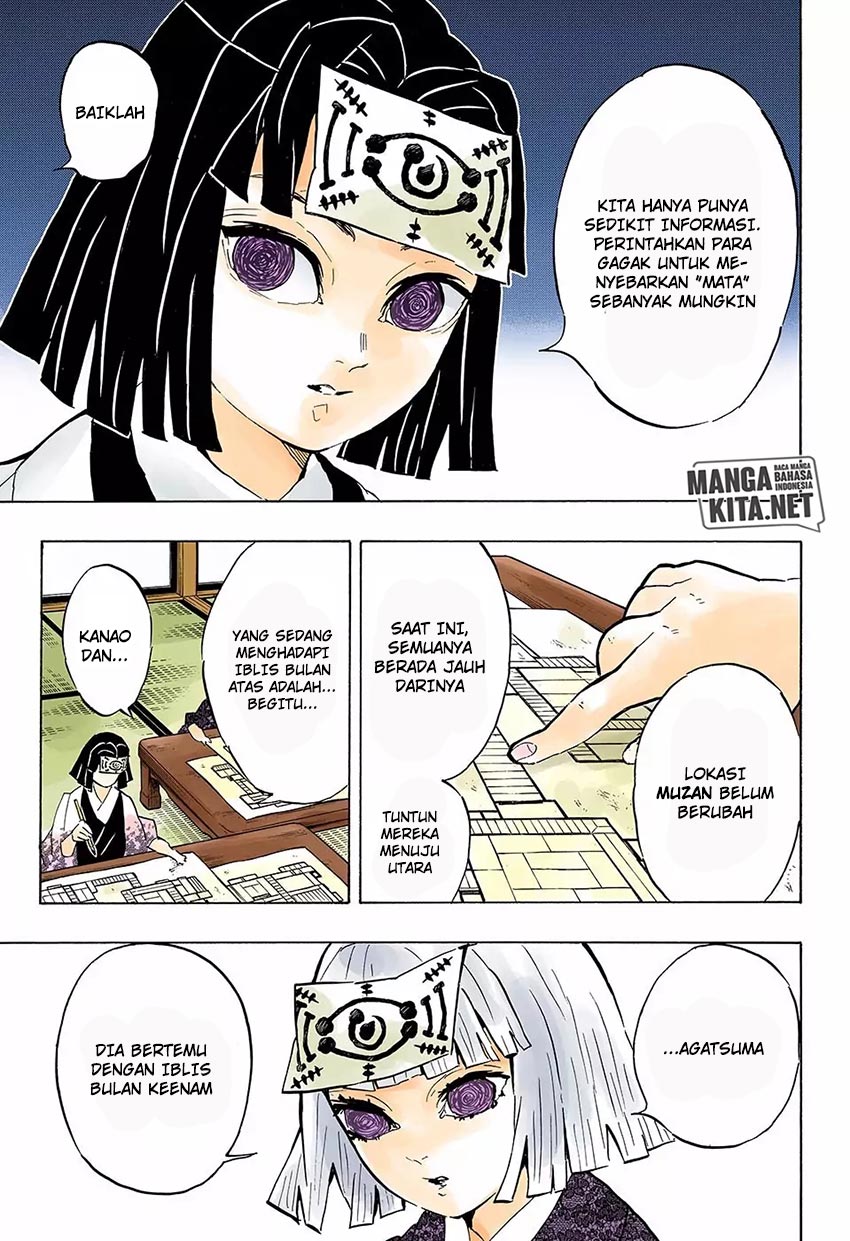 KITA HANYA PUNYA
SEDIKIT INFORMASI.
PERINTAHKAN PARA
GAGAK UNTUK ME-
NYEBARKAN "MATA"
SEBANYAK MUNGKIN
BAIKLAH
MANGA
KITA.NET
BACA MANGA
BAHASA
INDONESIA
LOKASI
MUZAN BELUM
BERUBAH
SAAT INI,
SEMUANYA
BERADA JAUH
DARINYA
TUNTUN
MEREKA
MENUJU
UTARA
YANG SEDANG
MENGHADAPI
IBLIS BULAN
ATAS ADALAH...
BEGITU...
KANAO
DAN...
...AGATSUMA
DIA BERTEMU
DENGAN IBLIS
BULAN KEENAM